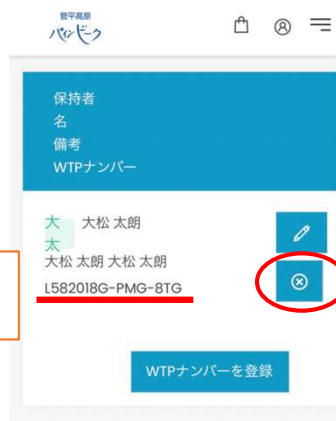 菅平高原
パインビーク
保持者
名
備考
WTPナンバー
大 大松 太朗
太
大松 太朗 大松 太朗
L582018G-PMG-8TG
WTPナンバーを登録